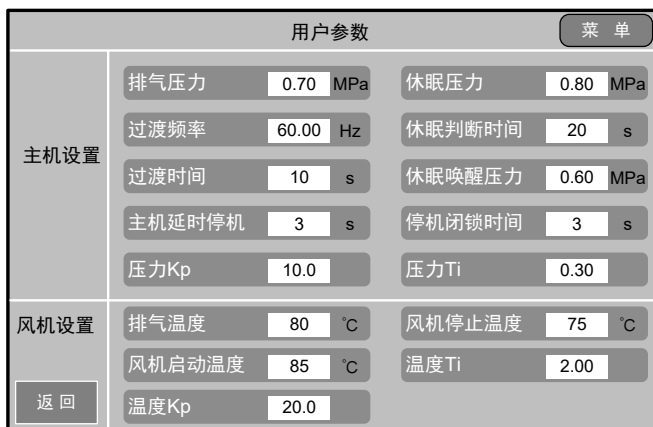 用户参数 菜 单
排气压力 0.70 MPa 休眠压力 0.80 MPa
过渡频率 60.00 Hz 休眠判断时间 20 s
主机设置
过渡时间 10 s 休眠唤醒压力 0.60 MPa
主机延时停机 3 s 停机闭锁时间 3 s
压力Kp 10.0 压力Ti 0.30
风机设置 排气温度 80 ℃ 风机停止温度 75 ℃
风机启动温度 85 ℃ 温度Ti 2.00
返 回 温度Kp 20.0